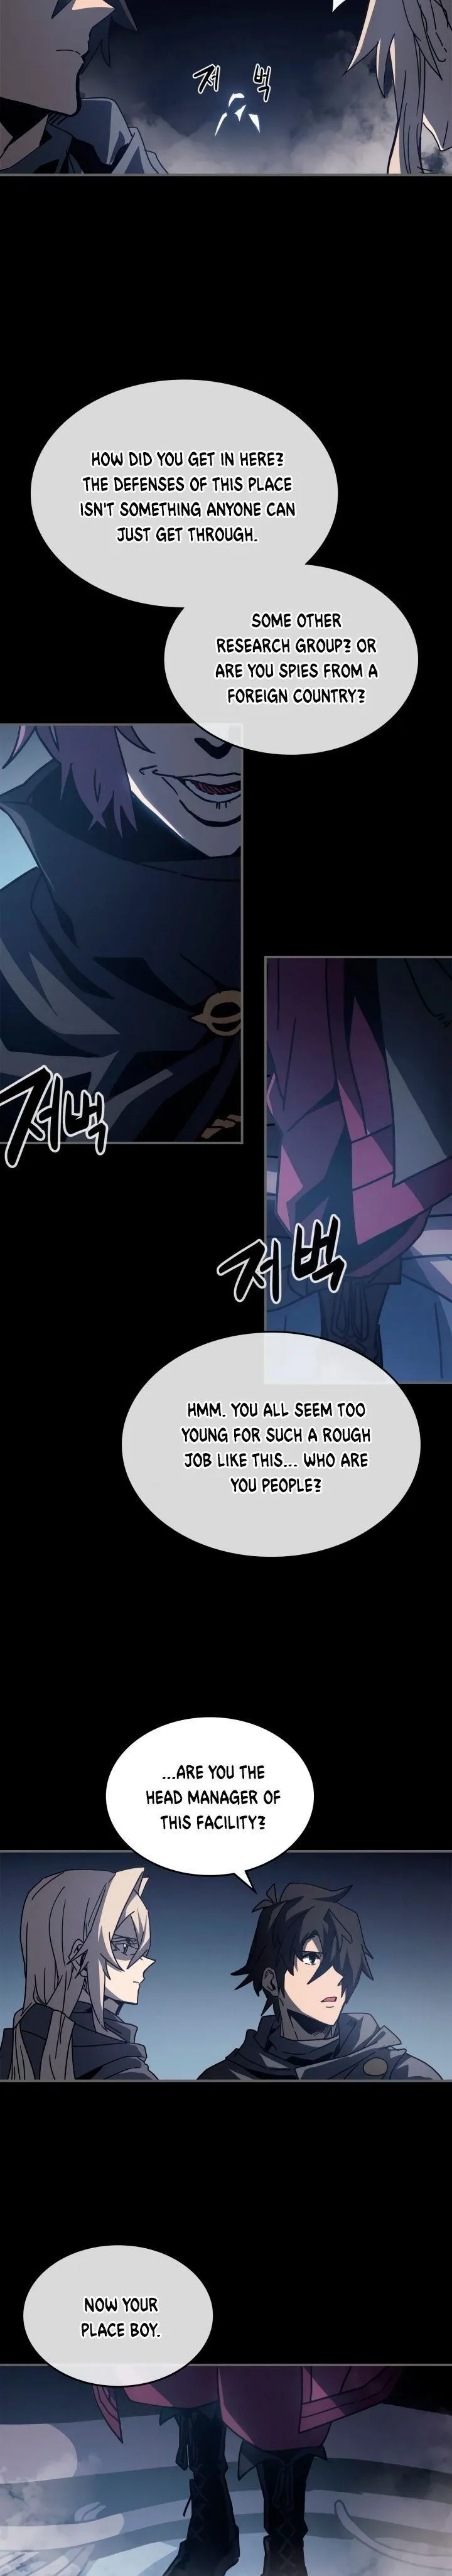 저벅
HOW DID YOU GET IN HERE?
THE DEFENSES OF THIS PLACE
ISN'T SOMETHING ANYONE CAN
JUST GET THROUGH.
SOME OTHER
RESEARCH GROUP? OR
ARE YOU SPIES FROM A
FOREIGN COUNTRY?
저벅
저벅
HMM. YOU ALL SEEM TOO
YOUNG FOR SUCH A ROUGH
JOB LIKE THIS... WHO ARE
YOU PEOPLE?
...ARE YOU THE
HEAD MANAGER OF
THIS FACILITY?
NOW YOUR
PLACE BOY.